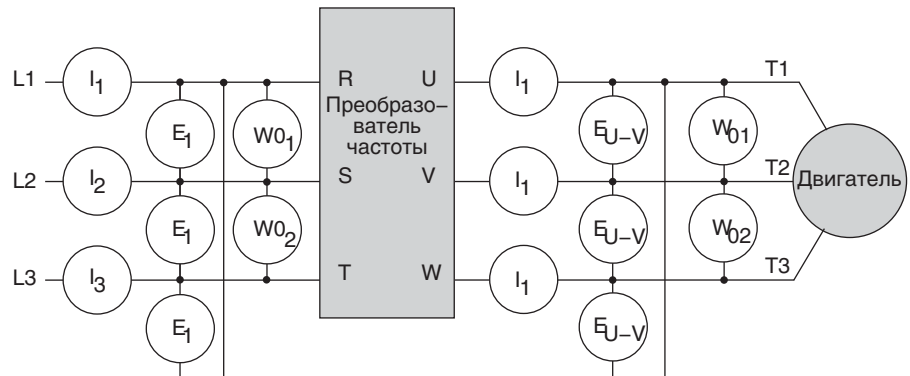 L1 I1 R U I1 T1
E1 W01 Преобразо–
ватель
частоты EU–V W01
L2 I2 S V I1 T2 Двигатель
E1 W02 EU–V W02
L3 I3 T W I1 T3
E1 EU–V